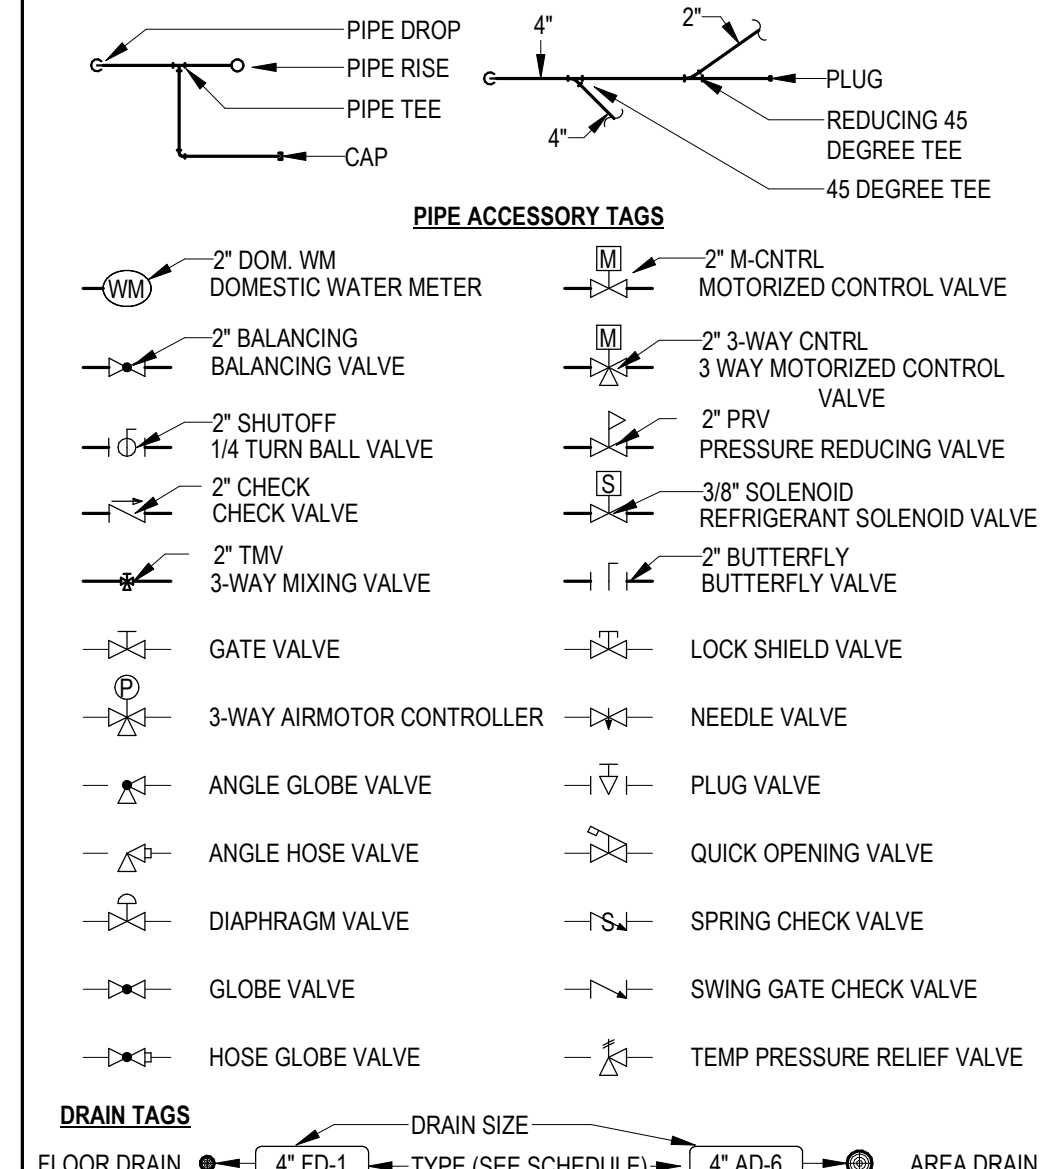 PIPE DROP
PIPE RISE
PIPE TEE
CAP
4"
2"
4"
PLUG
REDUCING 45
DEGREE TEE
45 DEGREE TEE
PIPE ACCESSORY TAGS
WM
2" DOM. WM
DOMESTIC WATER METER
M
2" M-CNTRL
MOTORIZED CONTROL VALVE
2" BALANCING
BALANCING VALVE
M
2" 3-WAY CNTRL
3 WAY MOTORIZED CONTROL
VALVE
2" SHUTOFF
1/4 TURN BALL VALVE
2" PRV
PRESSURE REDUCING VALVE
2" CHECK
CHECK VALVE
S
3/8" SOLENOID
REFRIGERANT SOLENOID VALVE
2" TMV
3-WAY MIXING VALVE
2" BUTTERFLY
BUTTERFLY VALVE
GATE VALVE
LOCK SHIELD VALVE
P
3-WAY AIRMOTOR CONTROLLER
NEEDLE VALVE
ANGLE GLOBE VALVE
PLUG VALVE
ANGLE HOSE VALVE
QUICK OPENING VALVE
DIAPHRAGM VALVE
S
SPRING CHECK VALVE
GLOBE VALVE
SWING GATE CHECK VALVE
HOSE GLOBE VALVE
TEMP PRESSURE RELIEF VALVE
DRAIN TAGS
DRAIN SIZE
FLOOR DRAIN
4" FD-1
TYPE (SEE SCHEDULE)
4" AD-6
AREA DRAIN